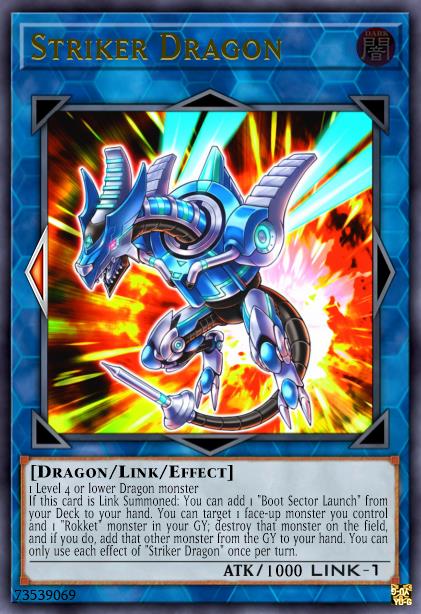 STRIKER DRAGON
DARK
闇
[DRAGON/LINK/EFFECT]
1 Level 4 or lower Dragon monster
If this card is Link Summoned: You can add 1 "Boot Sector Launch" from
your Deck to your hand. You can target 1 face-up monster you control
and 1 "Rokket" monster in your GY; destroy that monster on the field,
and if you do, add that other monster from the GY to your hand. You can
only use each effect of "Striker Dragon" once per turn.
ATK/1000 LINK-1
73539069